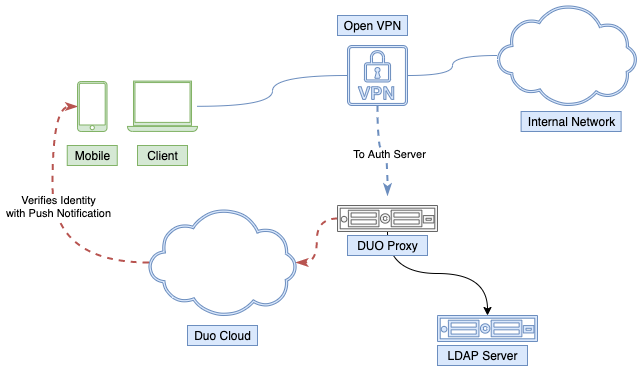 Open VPN
VPN
Internal Network
Mobile
Client
To Auth Server
Verifies Identity
with Push Notification
DUO Proxy
Duo Cloud
LDAP Server